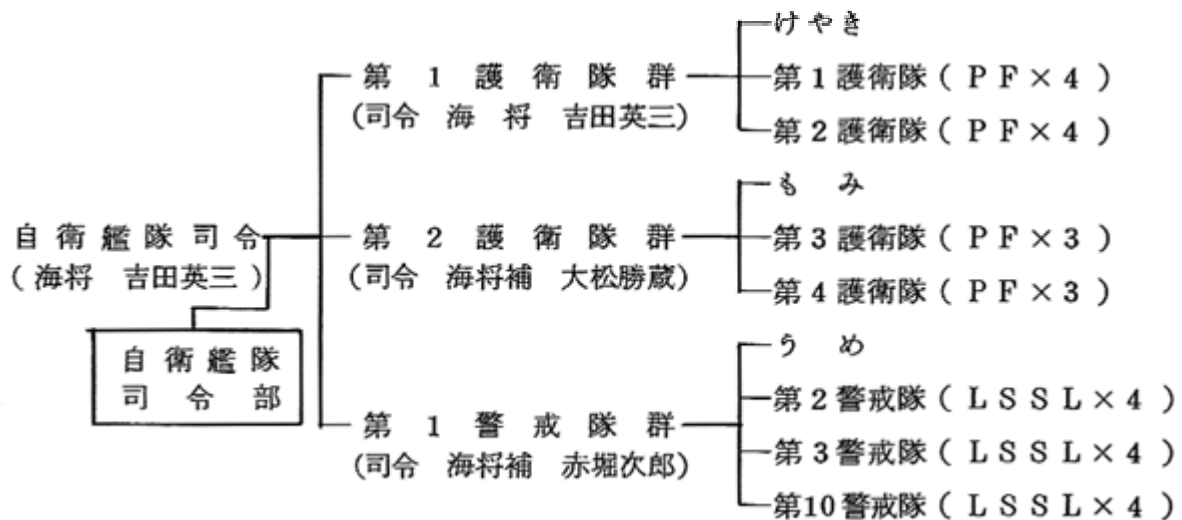 自衛艦隊司令
(海将 吉田英三)
自衛艦隊
司令部
第1護衛隊群
(司令 海将 吉田英三)
けやき
第1護衛隊(PF×4)
第2護衛隊(PF×4)
第2護衛隊群
(司令 海将補 大松勝蔵)
もみ
第3護衛隊(PF×3)
第4護衛隊(PF×3)
第1警戒隊群
(司令 海将補 赤堀次郎)
うめ
第2警戒隊(LSSL×4)
第3警戒隊(LSSL×4)
第10警戒隊(LSSL×4)